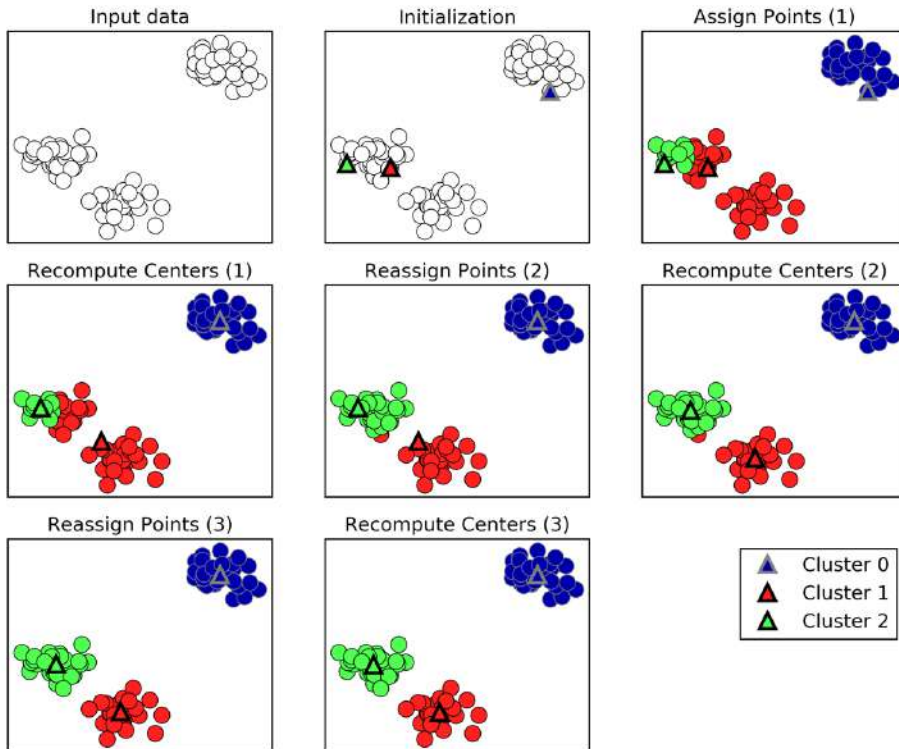 Input data
Initialization
Assign Points (1)
Recompute Centers (1)
Reassign Points (2)
Recompute Centers (2)
Reassign Points (3)
Recompute Centers (3)
Cluster 0
Cluster 1
Cluster 2